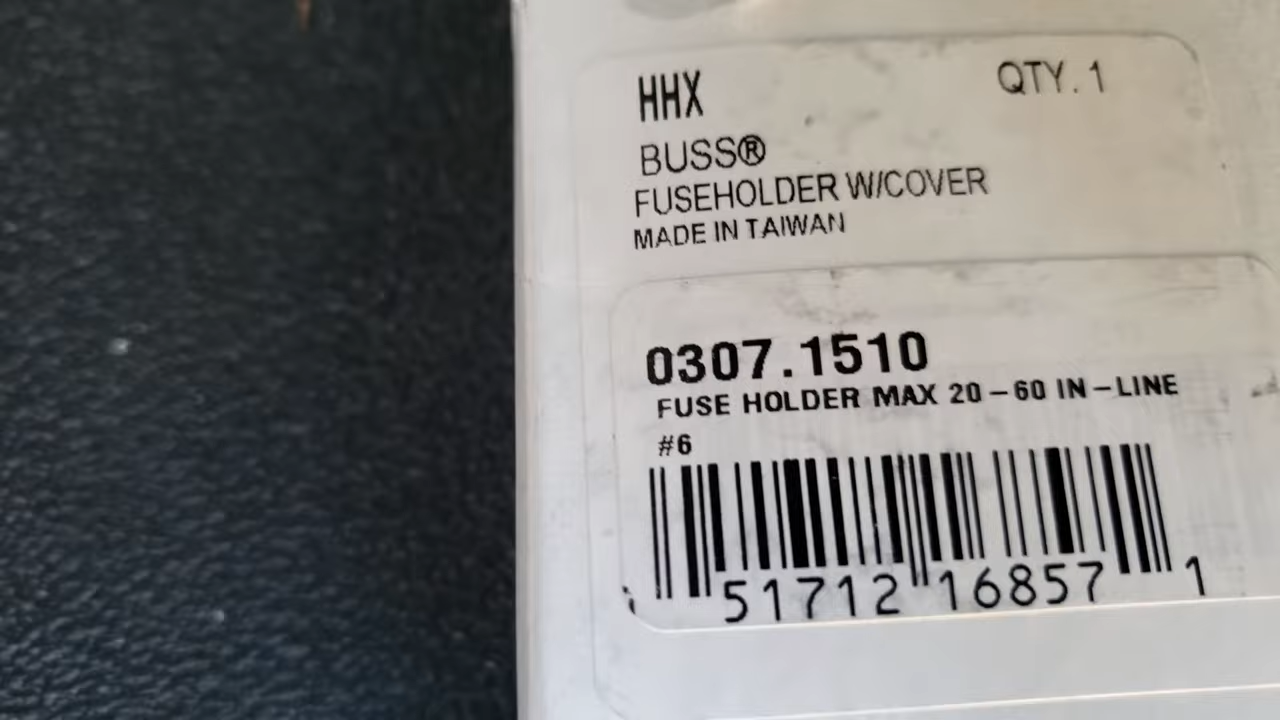 HHX QTY. 1
BUSS®
FUSEHOLDER W/COVER
MADE IN TAIWAN
0307.1510
FUSE HOLDER MAX 20-60 IN-LINE
#6
51712 16857 1